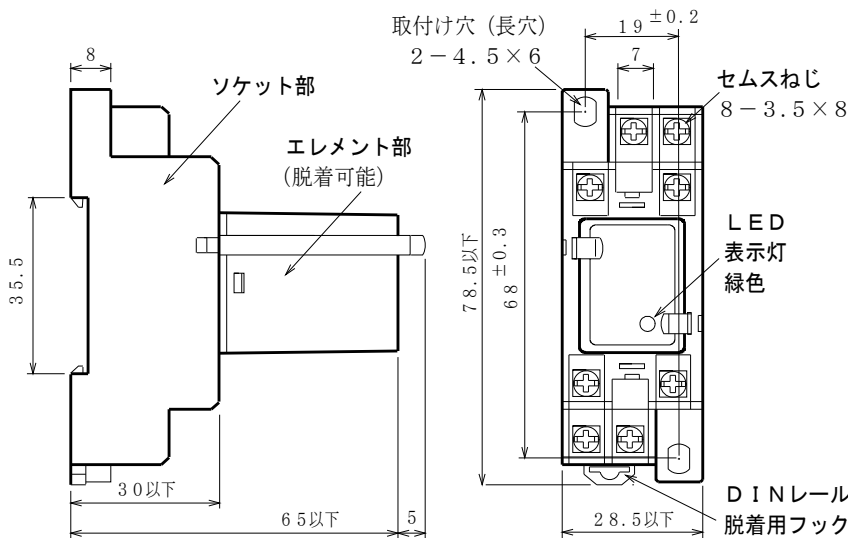 8
ソケット部
エレメント部
(脱着可能)
35.5
30以下
65以下
5
取付け穴（長穴）
2－4.5×6
19±0.2
7
セムスねじ
8－3.5×8
78.5以下
68±0.3
ＬＥＤ
表示灯
緑色
28.5以下
ＤＩＮレール
脱着用フック